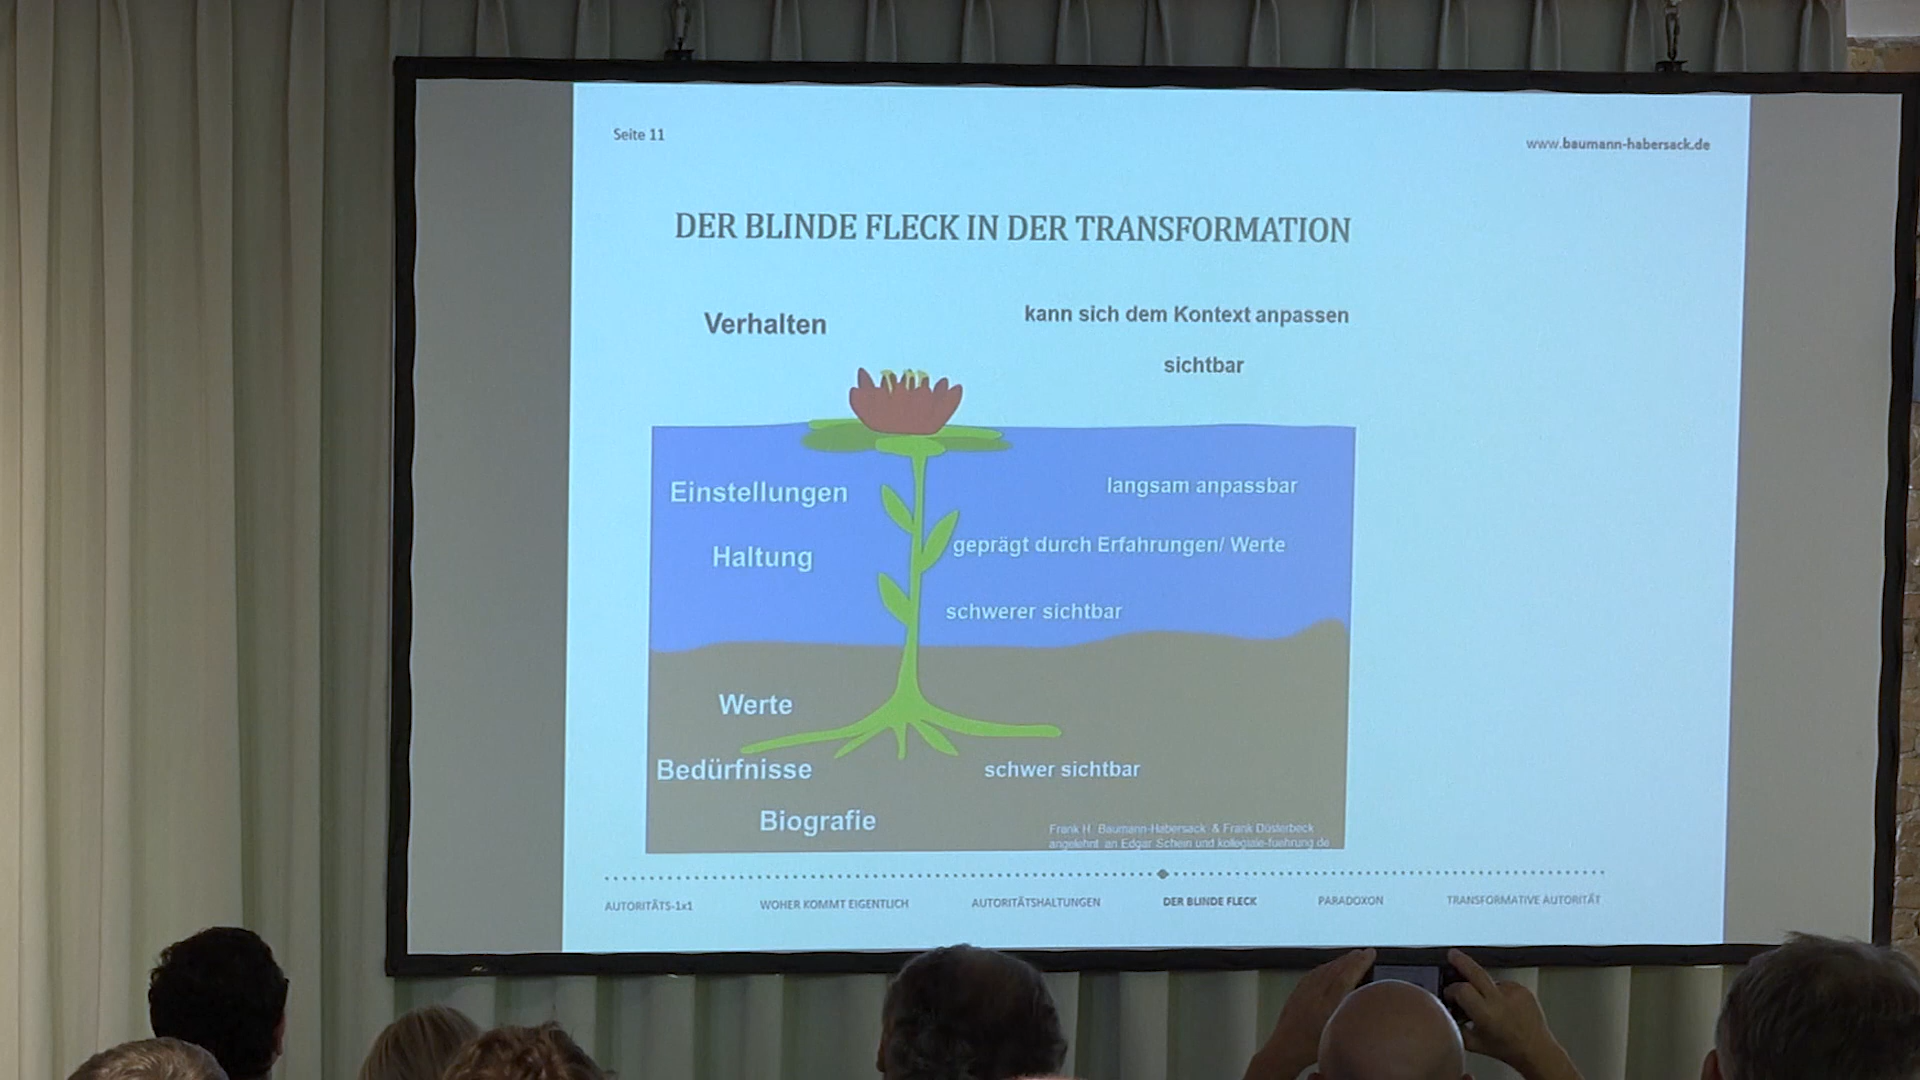 Seite 11
www.baumann-habersack.de
DER BLINDE FLECK IN DER TRANSFORMATION
Verhalten
kann sich dem Kontext anpassen
sichtbar
Einstellungen
langsam anpassbar
Haltung
geprägt durch Erfahrungen/ Werte
schwerer sichtbar
Werte
Bedürfnisse
schwer sichtbar
Biografie
Frank H. Baumann-Habersack & Frank Düsterbeck
angelehnt an Edgar Schein und kollegiale-fuehrung.de
AUTORITÄTS-1x1
WOHER KOMMT EIGENTLICH
AUTORITÄTSHALTUNGEN
DER BLINDE FLECK
PARADOXON
TRANSFORMATIVE AUTORITÄT